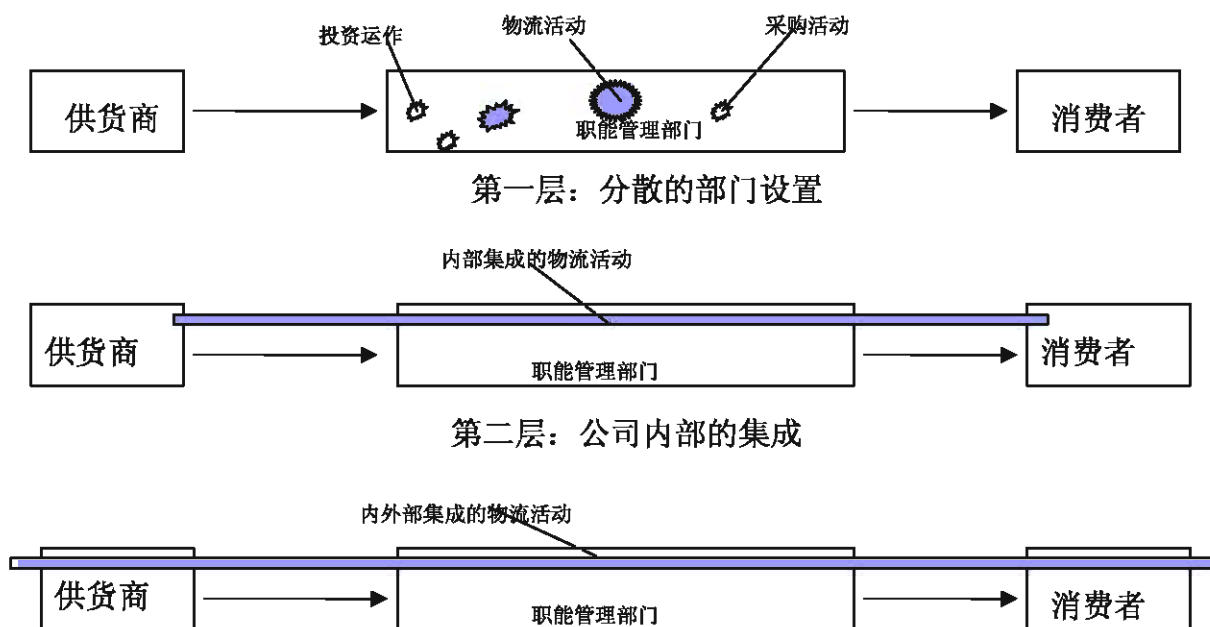 投资运作
物流活动
采购活动
供货商
职能管理部门
消费者
第一层：分散的部门设置
内部集成的物流活动
供货商
职能管理部门
消费者
第二层：公司内部的集成
内外部集成的物流活动
供货商
职能管理部门
消费者